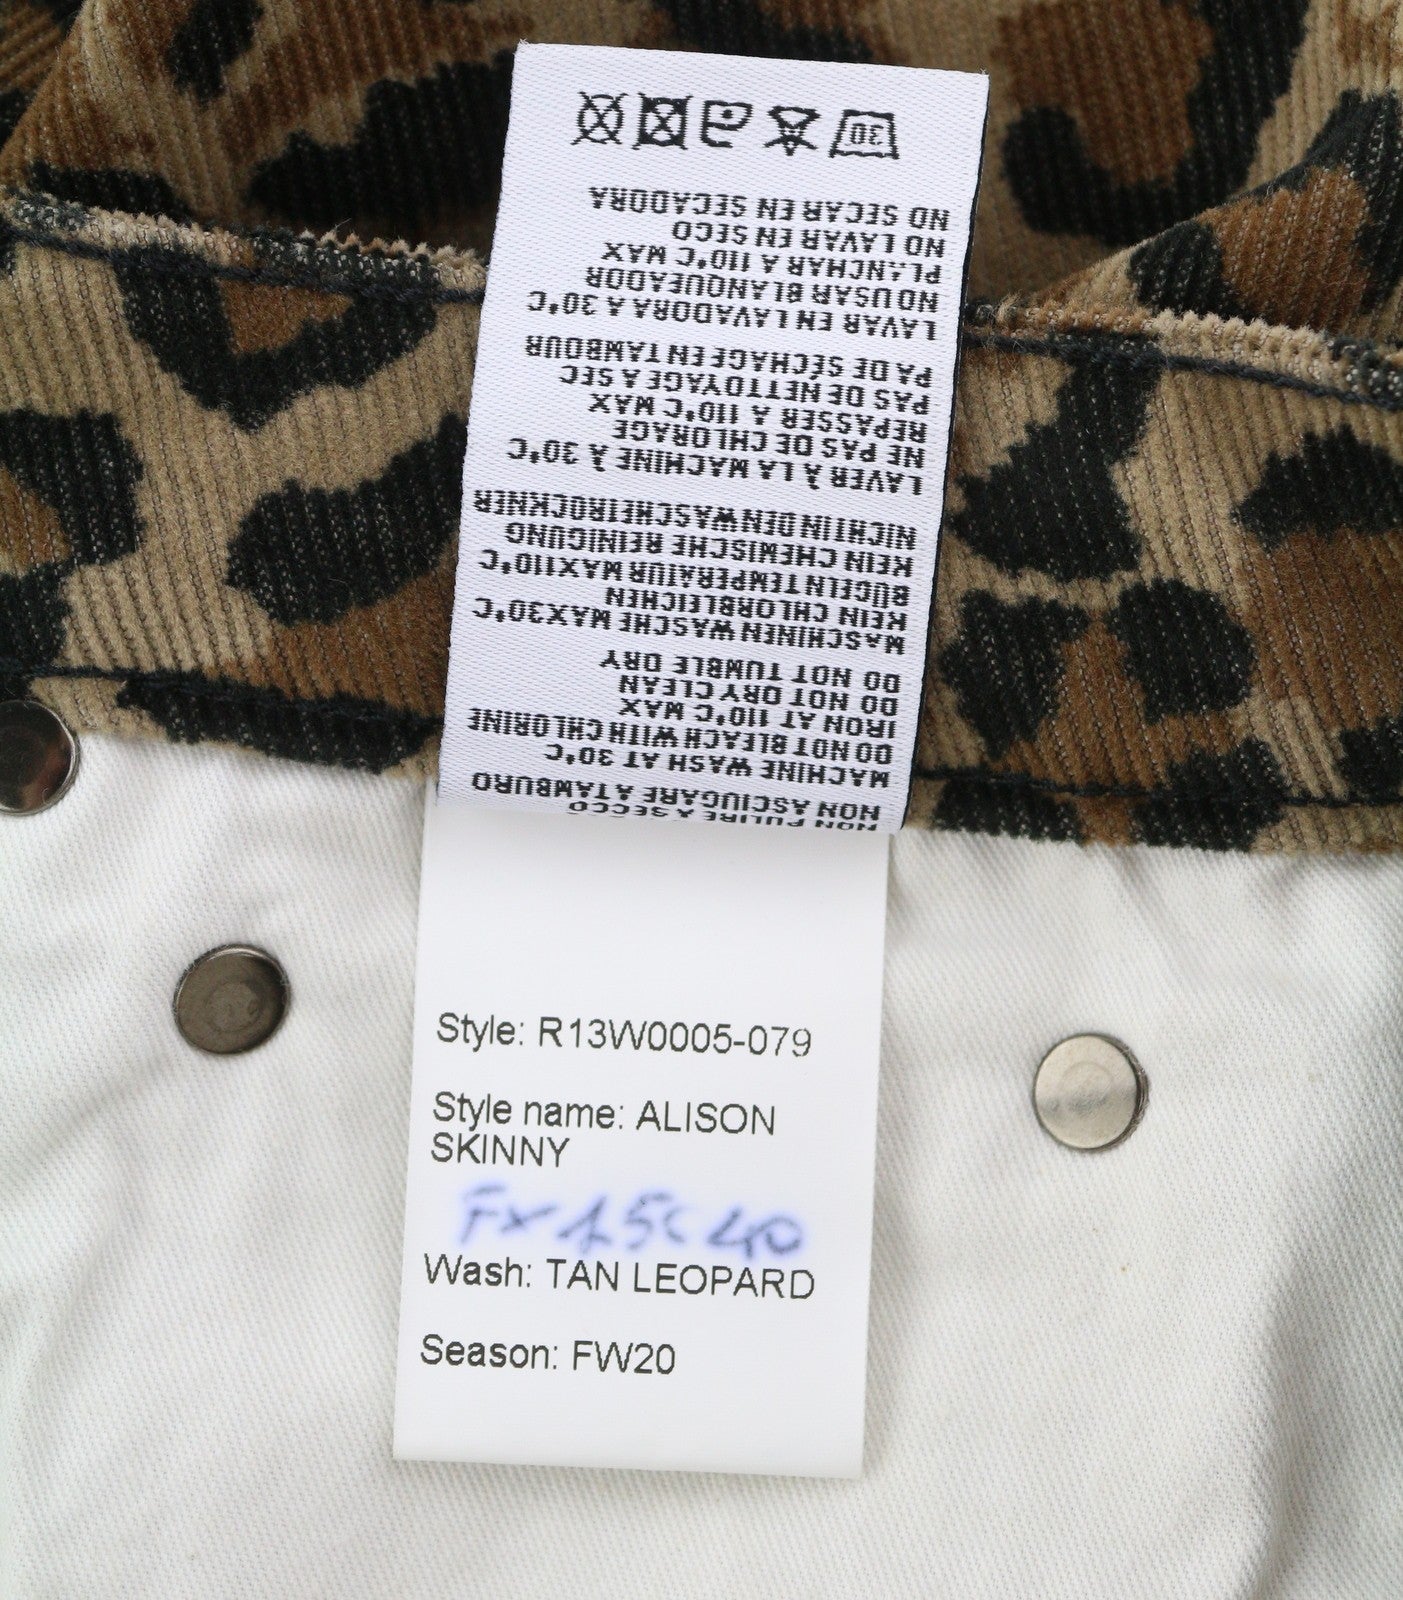 NON PULIRE A SECCO
NON ASCIUGARE A TAMBURO
MACHINE WASH AT 30°C
DO NOT BLEACH WITH CHLORINE
IRON AT 110°C MAX
DO NOT DRY CLEAN
DO NOT TUMBLE DRY
MASCHINEN WASCHE MAX30°C
KEIN CHLORBLEICHEN
BÜGELN TEMPERATUR MAX110°C
KEIN CHEMISCHE REINIGUNG
NICHT IN DEN WASCHETROCKNER
LAVER À LA MACHINE À 30°C
NE PAS DE CHLORAGE
REPASSER A 110°C MAX
PAS DE NETTOYAGE A SEC
PA DE SÉCHAGE EN TAMBOUR
LAVAR EN LAVADORA A 30°C
NO USAR BLANQUEADOR
PLANCHAR A 110°C MAX
NO LAVAR EN SECO
NO SECAR EN SECADORA
30
Style: R13W0005-079
Style name: ALISON
SKINNY
Wash: TAN LEOPARD
Season: FW20